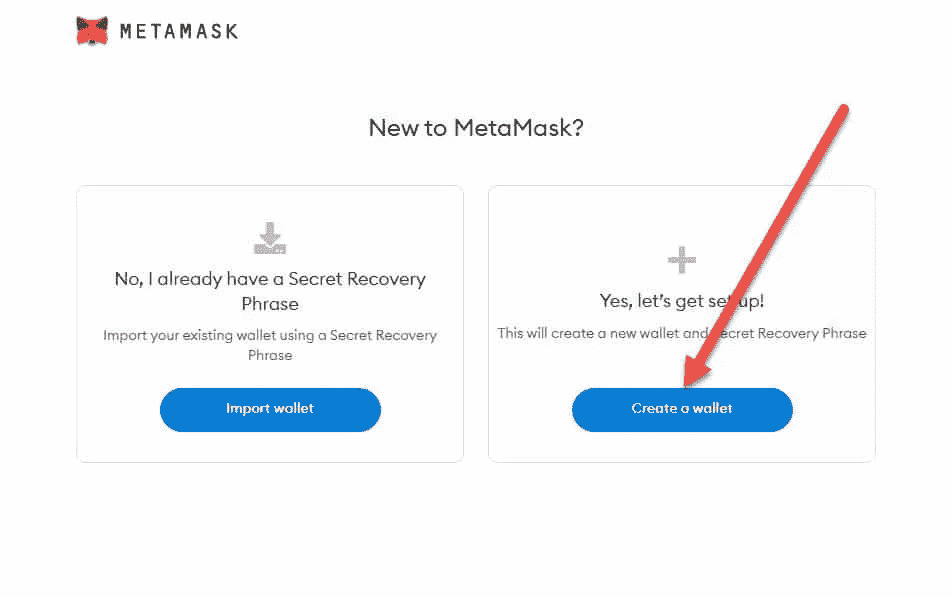 METAMASK
New to MetaMask?
No, I already have a Secret Recovery
Phrase
Import your existing wallet using a Secret Recovery
Phrase
Import wallet
Yes, let's get set up!
This will create a new wallet and Secret Recovery Phrase
Create a wallet